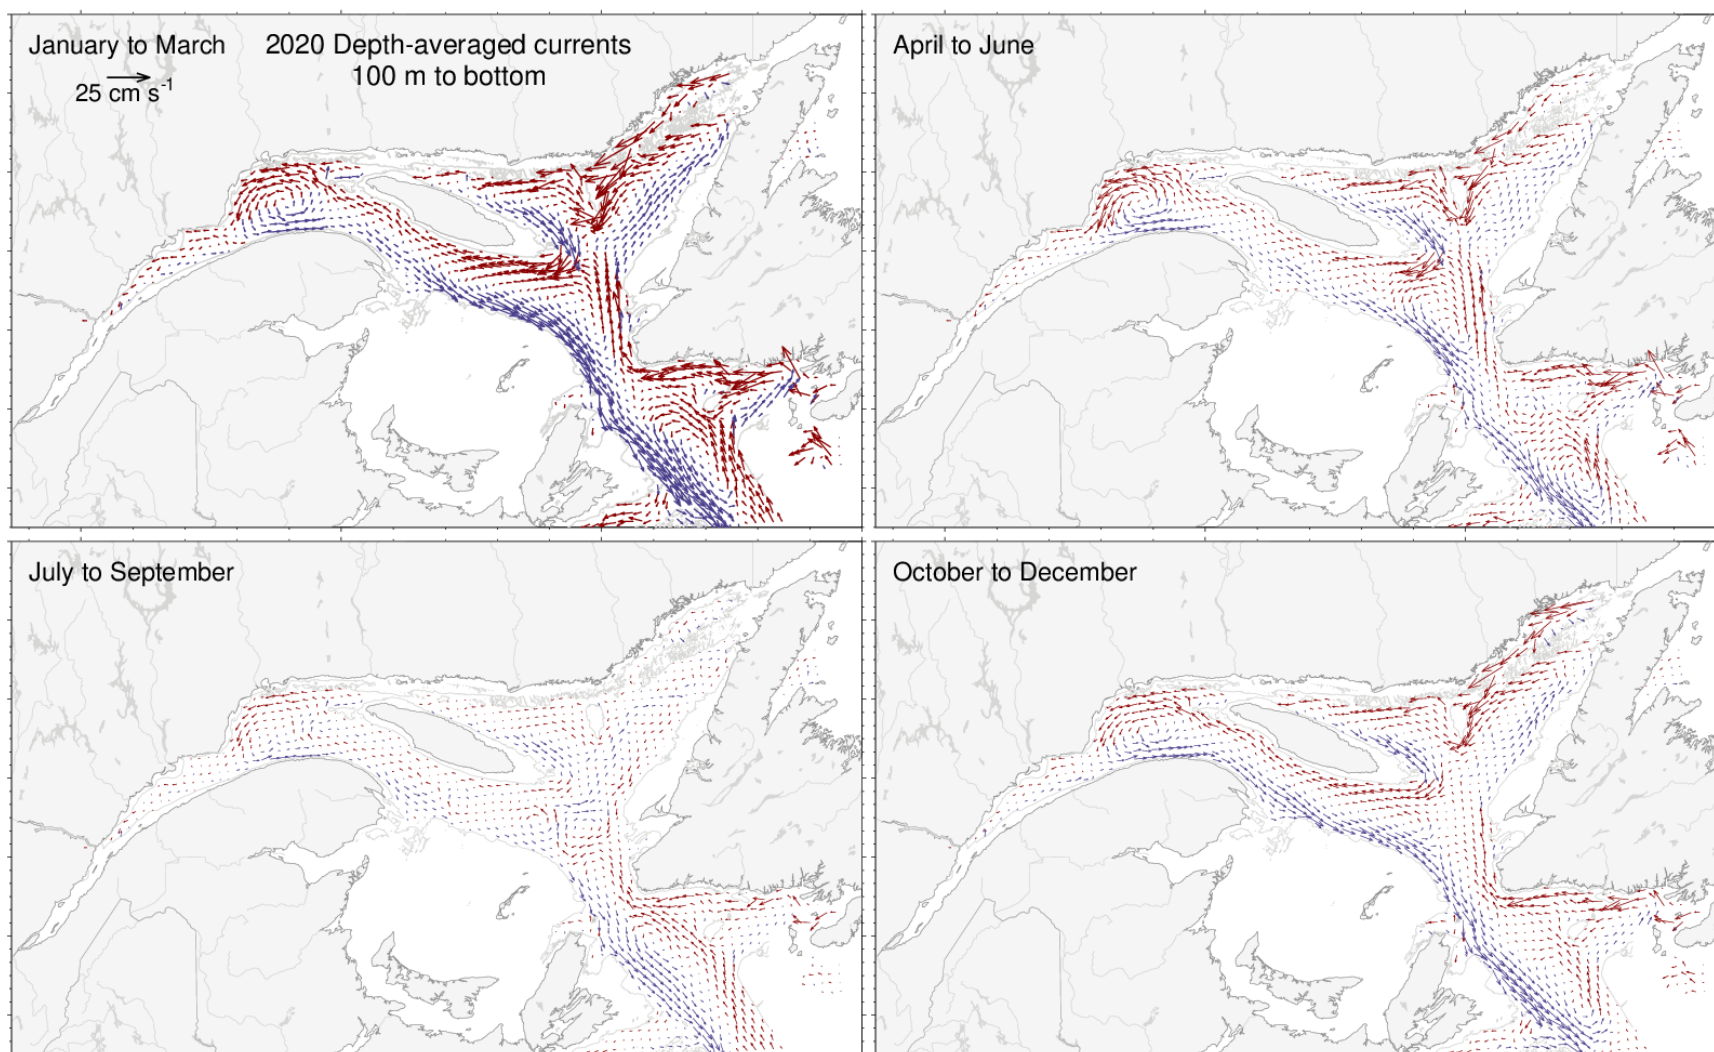 January to March
2020 Depth-averaged currents
100 m to bottom
25 cm s⁻¹
April to June
July to September
October to December